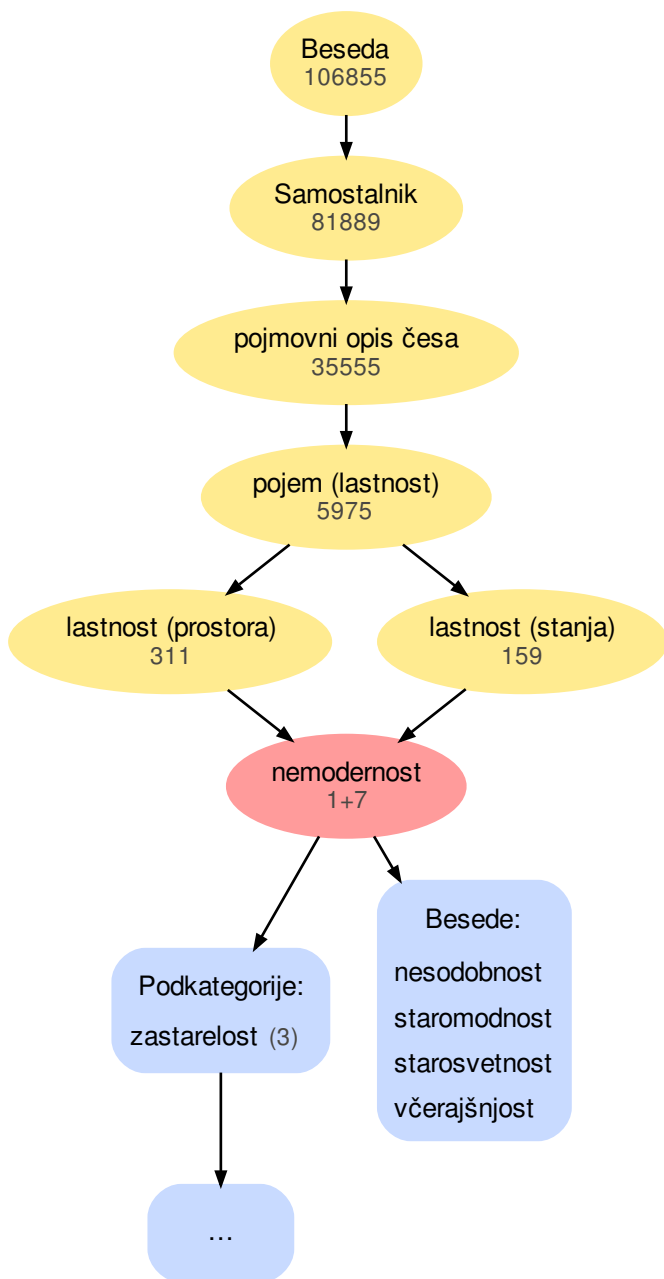 Beseda
106855
Samostalnik
81889
pojmovni opis česa
35555
pojem (lastnost)
5975
lastnost (prostora)
311
lastnost (stanja)
159
nemodernost
1+7
Podkategorije:
zastarelost (3)
Besede:
nesodobnost
staromodnost
starosvetnost
včerajšnjost
...